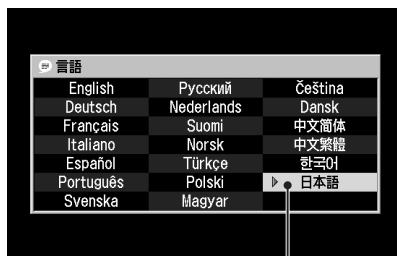 言語
English Русский Čeština
Deutsch Nederlands Dansk
Français Suomi 中文简体
Italiano Norsk 中文繁體
Español Türkçe 한국어
Português Polski 日本語
Svenska Magyar